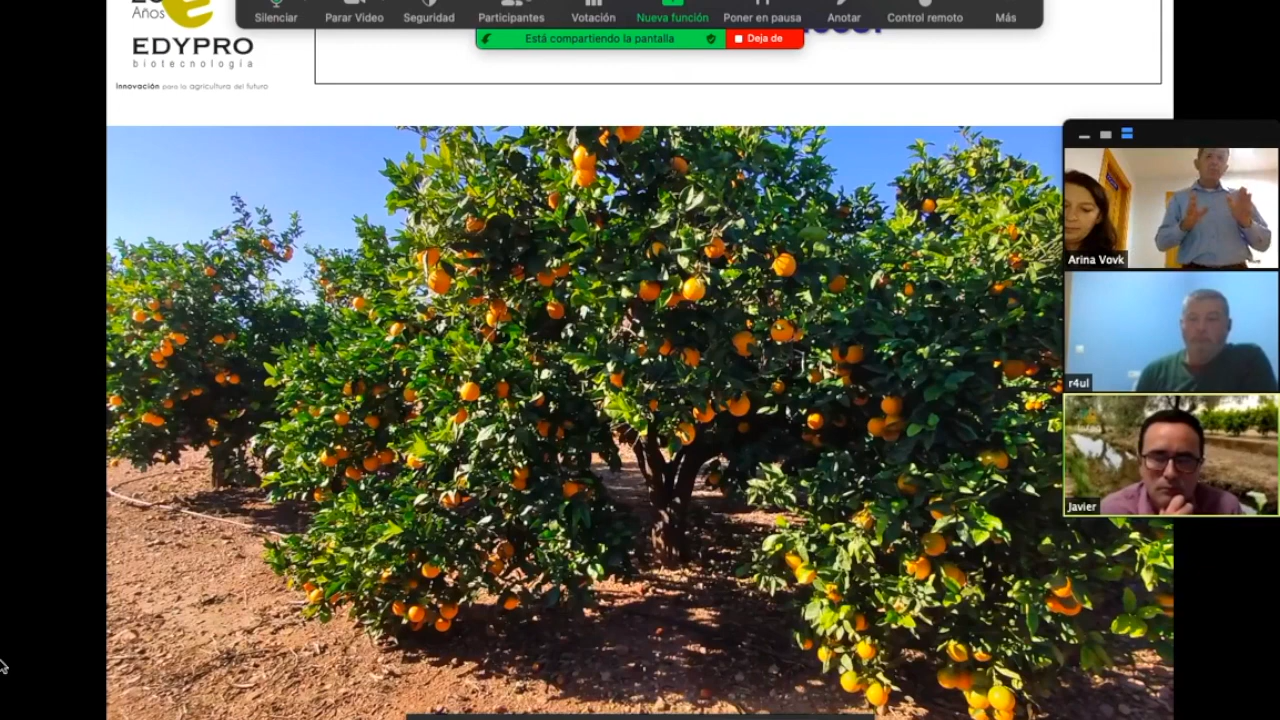 Años
EDYPRO
biotecnología
Innovación para la agricultura del futuro
Silenciar
Parar Video
Seguridad
Participantes
Votación
Nueva función
Poner en pausa
Anotar
Control remoto
Más
Está compartiendo la pantalla
Deja de
Arina Vovk
r4ul
Javier